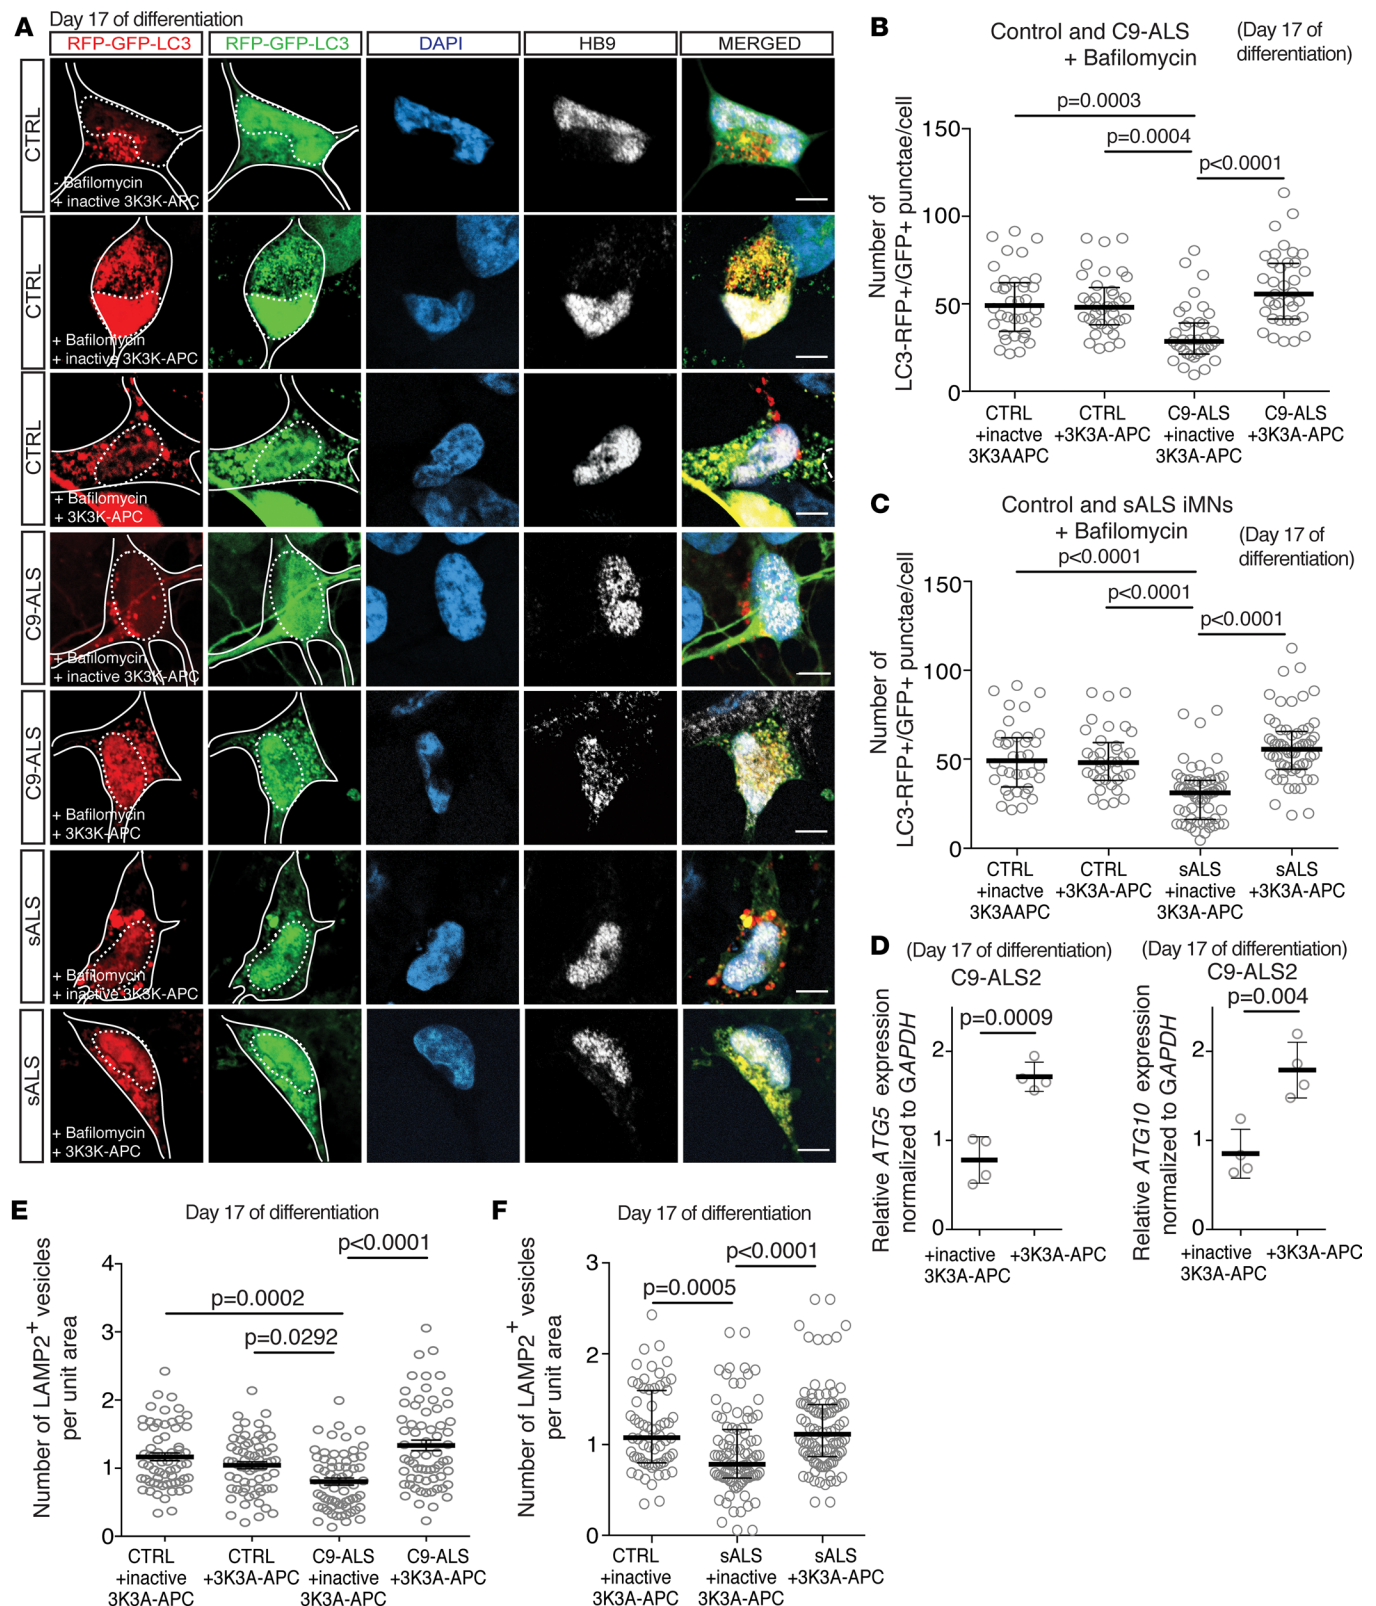 A
Day 17 of differentiation
RFP-GFP-LC3
RFP-GFP-LC3
DAPI
HB9
MERGED
CTRL
- Bafilomycin
+ inactive 3K3K-APC
CTRL
+ Bafilomycin
+ inactive 3K3K-APC
CTRL
+ Bafilomycin
+ 3K3K-APC
C9-ALS
+ Bafilomycin
+ inactive 3K3K-APC
C9-ALS
+ Bafilomycin
+ 3K3K-APC
sALS
+ Bafilomycin
+ inactive 3K3K-APC
sALS
+ Bafilomycin
+ 3K3K-APC
B
Control and C9-ALS
+ Bafilomycin
(Day 17 of
differentiation)
p=0.0003
p=0.0004
p<0.0001
Number of
LC3-RFP+/GFP+ punctae/cell
150
100
50
0
CTRL
+inactve
3K3AAPC
CTRL
+3K3A-APC
C9-ALS
+inactive
3K3A-APC
C9-ALS
+3K3A-APC
C
Control and sALS iMNs
+ Bafilomycin
(Day 17 of
differentiation)
p<0.0001
p<0.0001
p<0.0001
Number of
LC3-RFP+/GFP+ punctae/cell
150
100
50
0
CTRL
+inactive
3K3AAPC
CTRL
+3K3A-APC
sALS
+inactive
3K3A-APC
sALS
+3K3A-APC
D
(Day 17 of differentiation)
C9-ALS2
p=0.0009
Relative ATG5 expression
normalized to GAPDH
2
1
0
+inactive
3K3A-APC
+3K3A-APC
(Day 17 of differentiation)
C9-ALS2
p=0.004
Relative ATG10 expression
normalized to GAPDH
2
1
0
+inactive
3K3A-APC
+3K3A-APC
E
Day 17 of differentiation
p<0.0001
p=0.0002
p=0.0292
Number of LAMP2+ vesicles
per unit area
4
3
2
1
0
CTRL
+inactive
3K3A-APC
CTRL
+3K3A-APC
C9-ALS
+inactive
3K3A-APC
C9-ALS
+3K3A-APC
F
Day 17 of differentiation
p<0.0001
p=0.0005
Number of LAMP2+ vesicles
per unit area
3
2
1
0
CTRL
+inactive
3K3A-APC
sALS
+inactive
3K3A-APC
sALS
+3K3A-APC